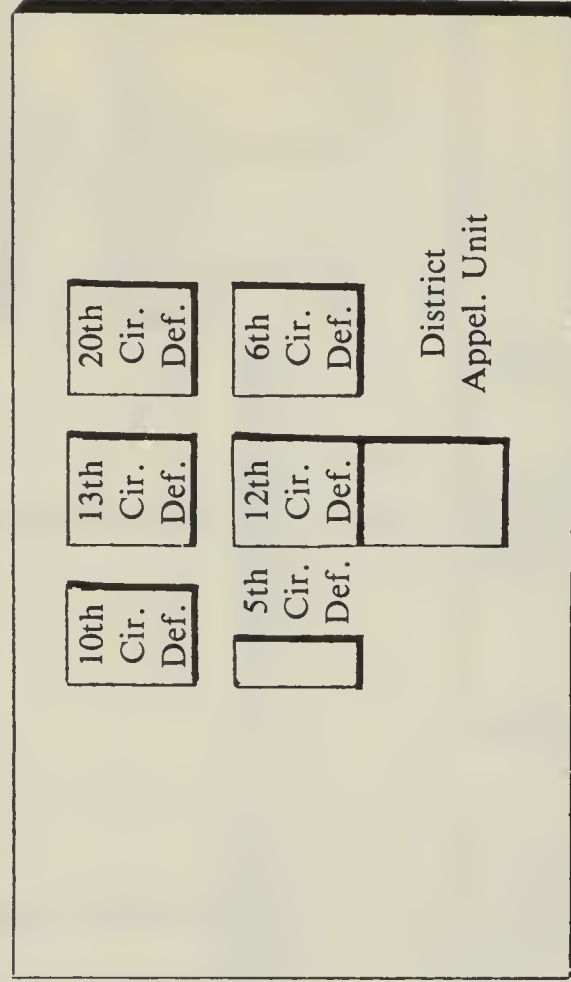 10th
Cir.
Def.
13th
Cir.
Def.
20th
Cir.
Def.
5th
Cir.
Def.
12th
Cir.
Def.
6th
Cir.
Def.
District
Appel. Unit